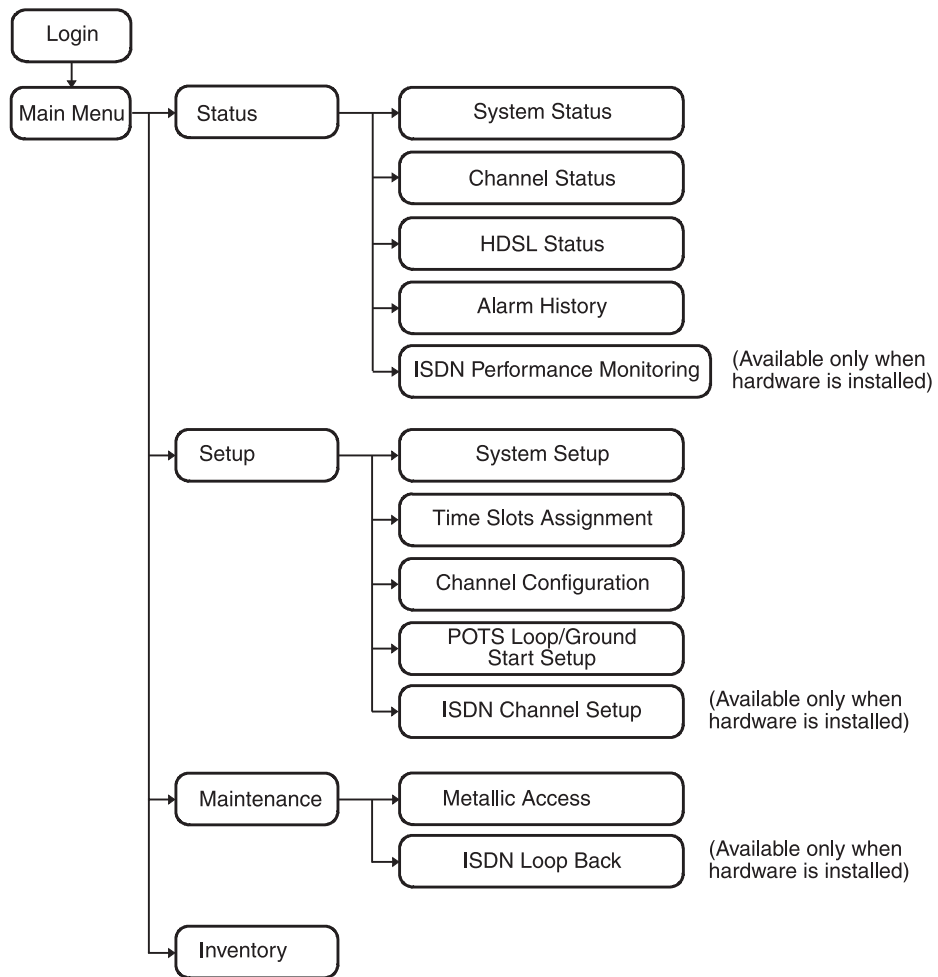 Login
Main Menu
Status
System Status
Channel Status
HDSL Status
Alarm History
ISDN Performance Monitoring
(Available only when
hardware is installed)
Setup
System Setup
Time Slots Assignment
Channel Configuration
POTS Loop/Ground
Start Setup
ISDN Channel Setup
(Available only when
hardware is installed)
Maintenance
Metallic Access
ISDN Loop Back
(Available only when
hardware is installed)
Inventory